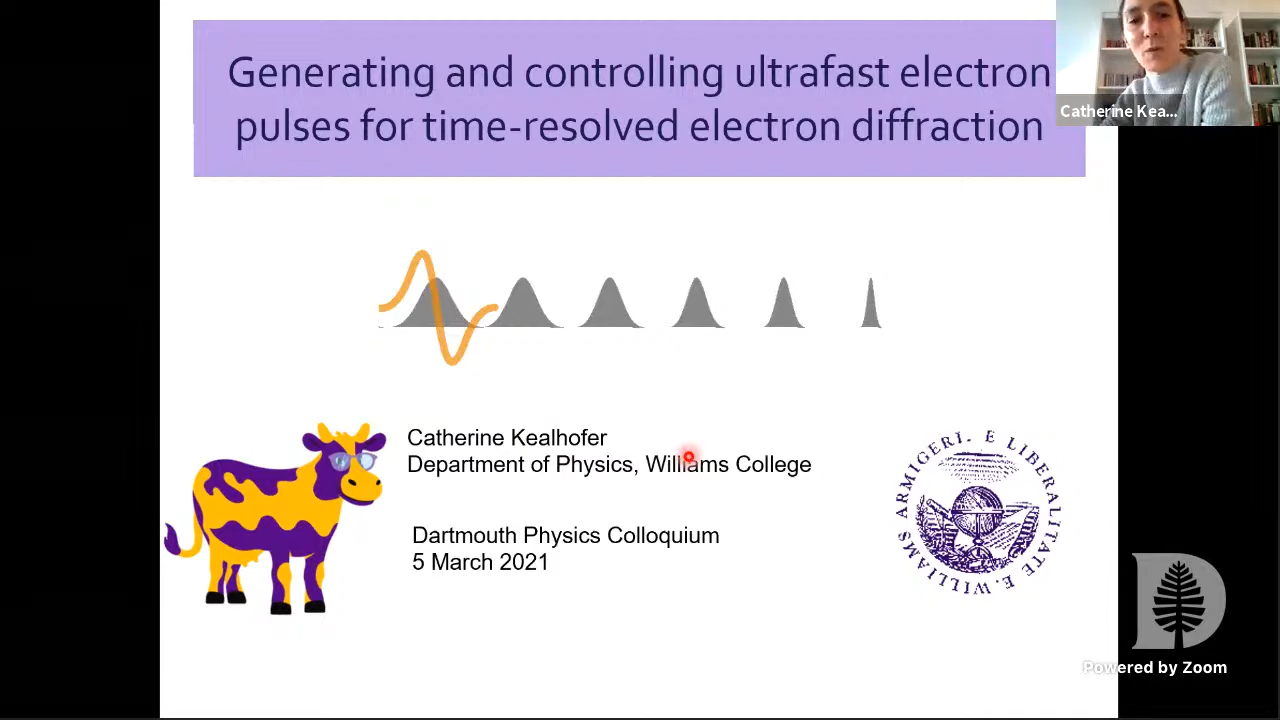 Generating and controlling ultrafast electron
pulses for time-resolved electron diffraction
Catherine Kea...
Catherine Kealhofer
Department of Physics, Williams College
Dartmouth Physics Colloquium
5 March 2021
E LIBERALITATE E. WILLIAMS ARMIGERI.
D
Powered by Zoom